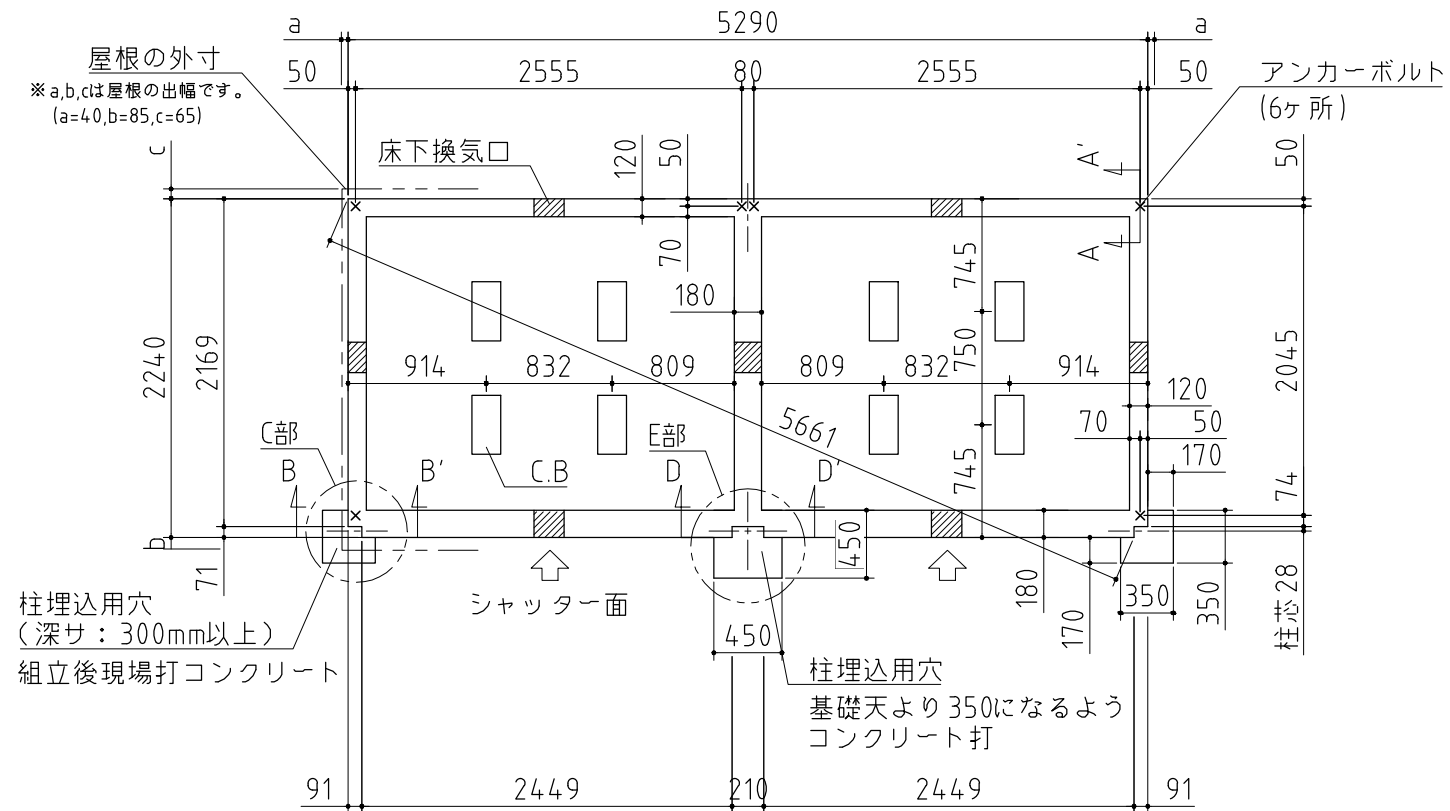 a
5290
a
屋根の外寸
50
2555
80
2555
50
アンカーボルト
※a,b,cは屋根の出幅です。
(a=40,b=85,c=65)
(6ヶ所)
c
床下換気口
120
50
A'
50
70
745
A
180
2240
2169
914
832
809
809
832
750
914
2045
120
5661
70
50
C部
E部
170
B
B'
C.B
D
D'
745
74
b
450
71
180
170
350
350
柱芯28
柱埋込用穴
(深サ:300mm以上)
組立後現場打コンクリート
シャッター面
450
柱埋込用穴
基礎天より350になるよう
コンクリート打
91
2449
210
2449
91